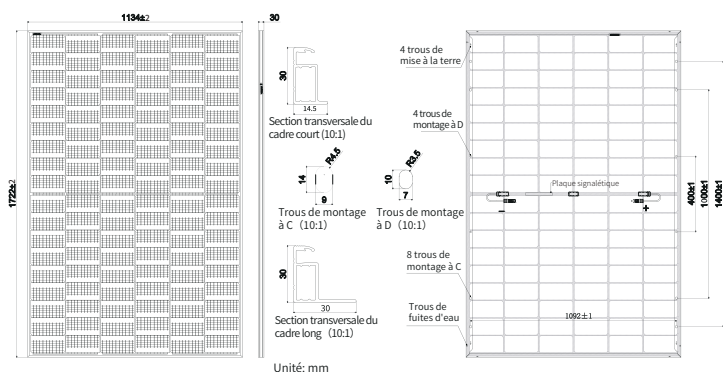 1134±2
30
1722±2
30
14.5
Section transversale du
cadre court (10:1)
14
R4.5
9
Trous de montage
à C (10:1)
10
R3.5
7
Trous de montage
à D (10:1)
30
30
Section transversale du
cadre long (10:1)
Unité: mm
4 trous de
mise à la terre
4 trous de
montage à D
Plaque signalétique
8 trous de
montage à C
Trous de
fuites d'eau
1092±1
400±1
1000±1
1400±1